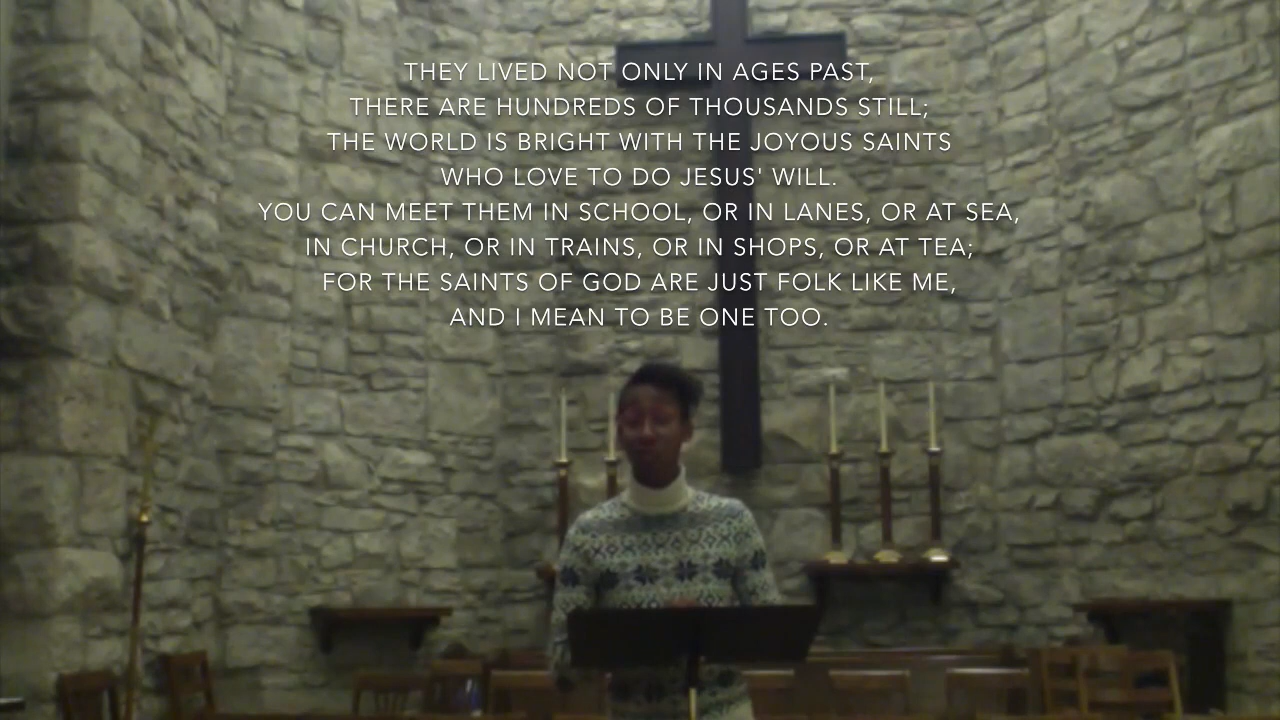 THEY LIVED NOT ONLY IN AGES PAST,
THERE ARE HUNDREDS OF THOUSANDS STILL;
THE WORLD IS BRIGHT WITH THE JOYOUS SAINTS
WHO LOVE TO DO JESUS' WILL.
YOU CAN MEET THEM IN SCHOOL, OR IN LANES, OR AT SEA,
IN CHURCH, OR IN TRAINS, OR IN SHOPS, OR AT TEA;
FOR THE SAINTS OF GOD ARE JUST FOLK LIKE ME,
AND I MEAN TO BE ONE TOO.